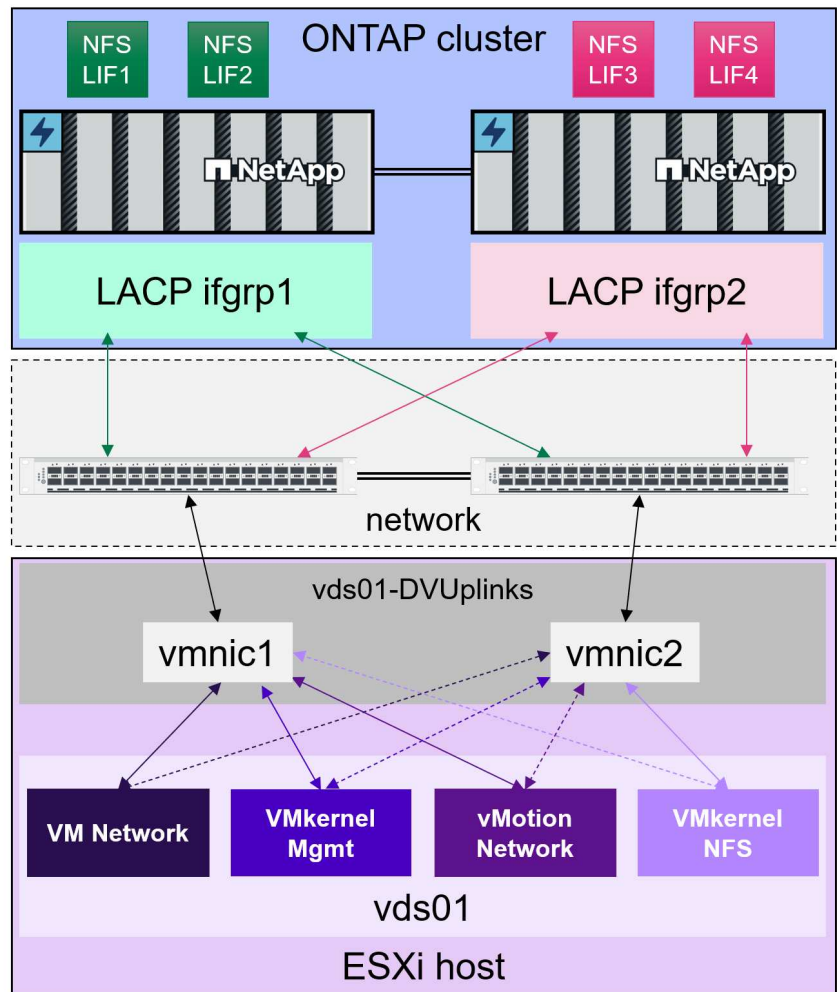 ONTAP cluster
NFS
LIF1
NFS
LIF2
NFS
LIF3
NFS
LIF4
NetApp
NetApp
LACP ifgrp1
LACP ifgrp2
network
vds01-DVUplinks
vmnic1
vmnic2
VM Network
VMkernel
Mgmt
vMotion
Network
VMkernel
NFS
vds01
ESXi host